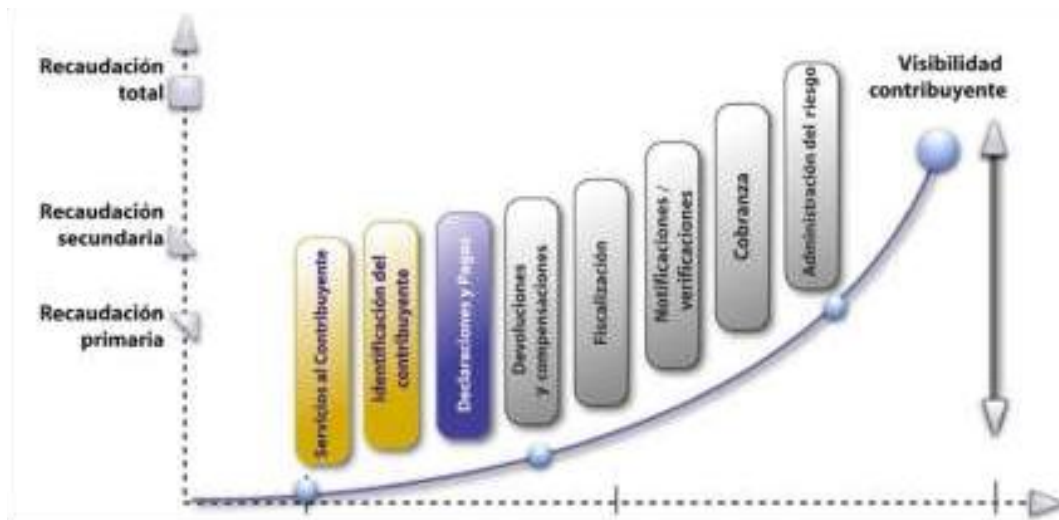 Recaudación
total
Recaudación
secundaria
Recaudación
primaria
Servicios al Contribuyente
Identificación del
contribuyente
Declaraciones y Pagos
Devoluciones
y compensaciones
Fiscalización
Notificaciones /
verificaciones
Cobranza
Administración del riesgo
Visibilidad
contribuyente